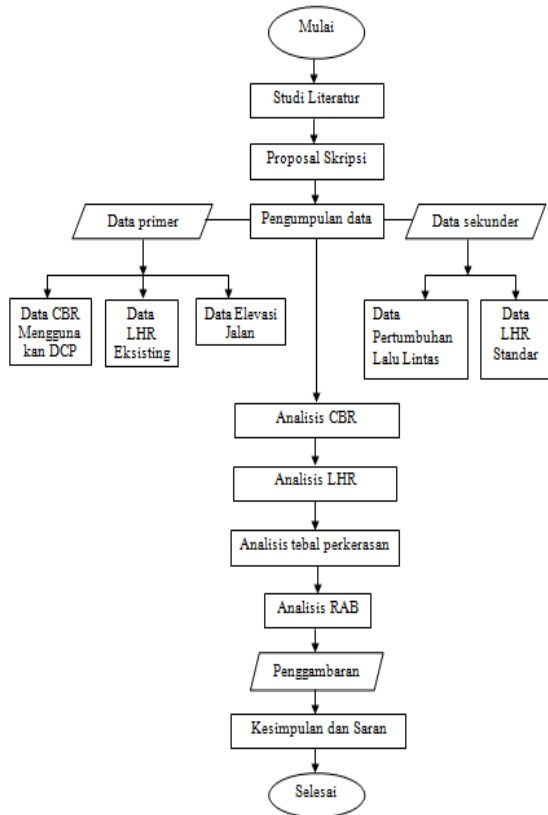 Mulai
Studi Literatur
Proposal Skripsi
Data primer
Pengumpulan data
Data sekunder
Data CBR
Mengguna
kan DCP
Data
LHR
Eksisting
Data Elevasi
Jalan
Data
Pertumbuhan
Lalu Lintas
Data
LHR
Standar
Analisis CBR
Analisis LHR
Analisis tebal perkerasan
Analisis RAB
Penggambaran
Kesimpulan dan Saran
Selesai